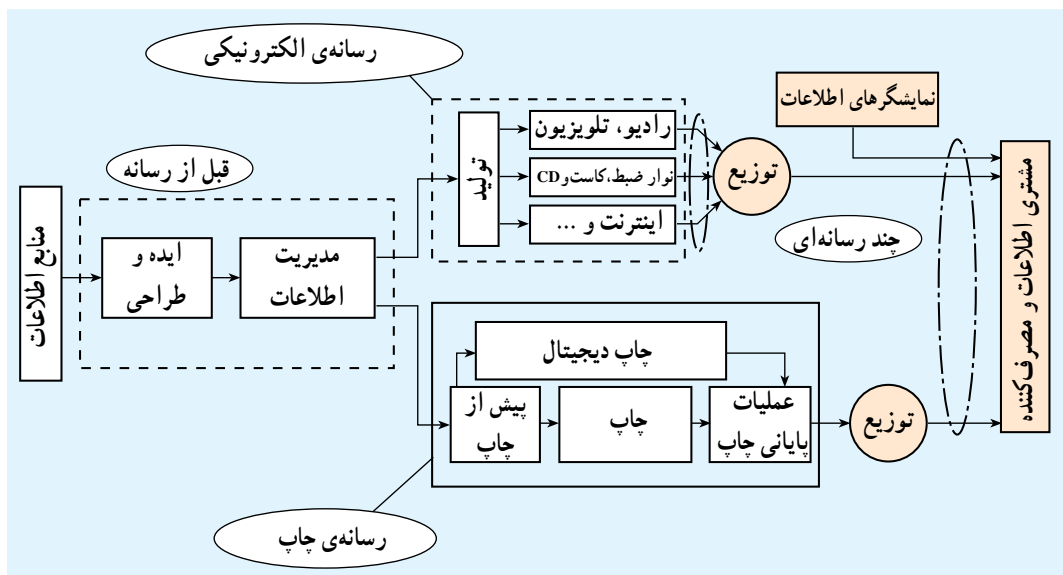 رسانه‌ی الکترونیکی
قبل از رسانه
منابع اطلاعات
ایده و
طراحی
مدیریت
اطلاعات
تولید
رادیو، تلویزیون
نوار ضبط،کاست و CD
اینترنت و ...
توزیع
نمایشگرهای اطلاعات
چند رسانه‌ای
مشتری اطلاعات و مصرف‌کننده
چاپ دیجیتال
پیش از
چاپ
چاپ
عملیات
پایانی چاپ
توزیع
رسانه‌ی چاپ